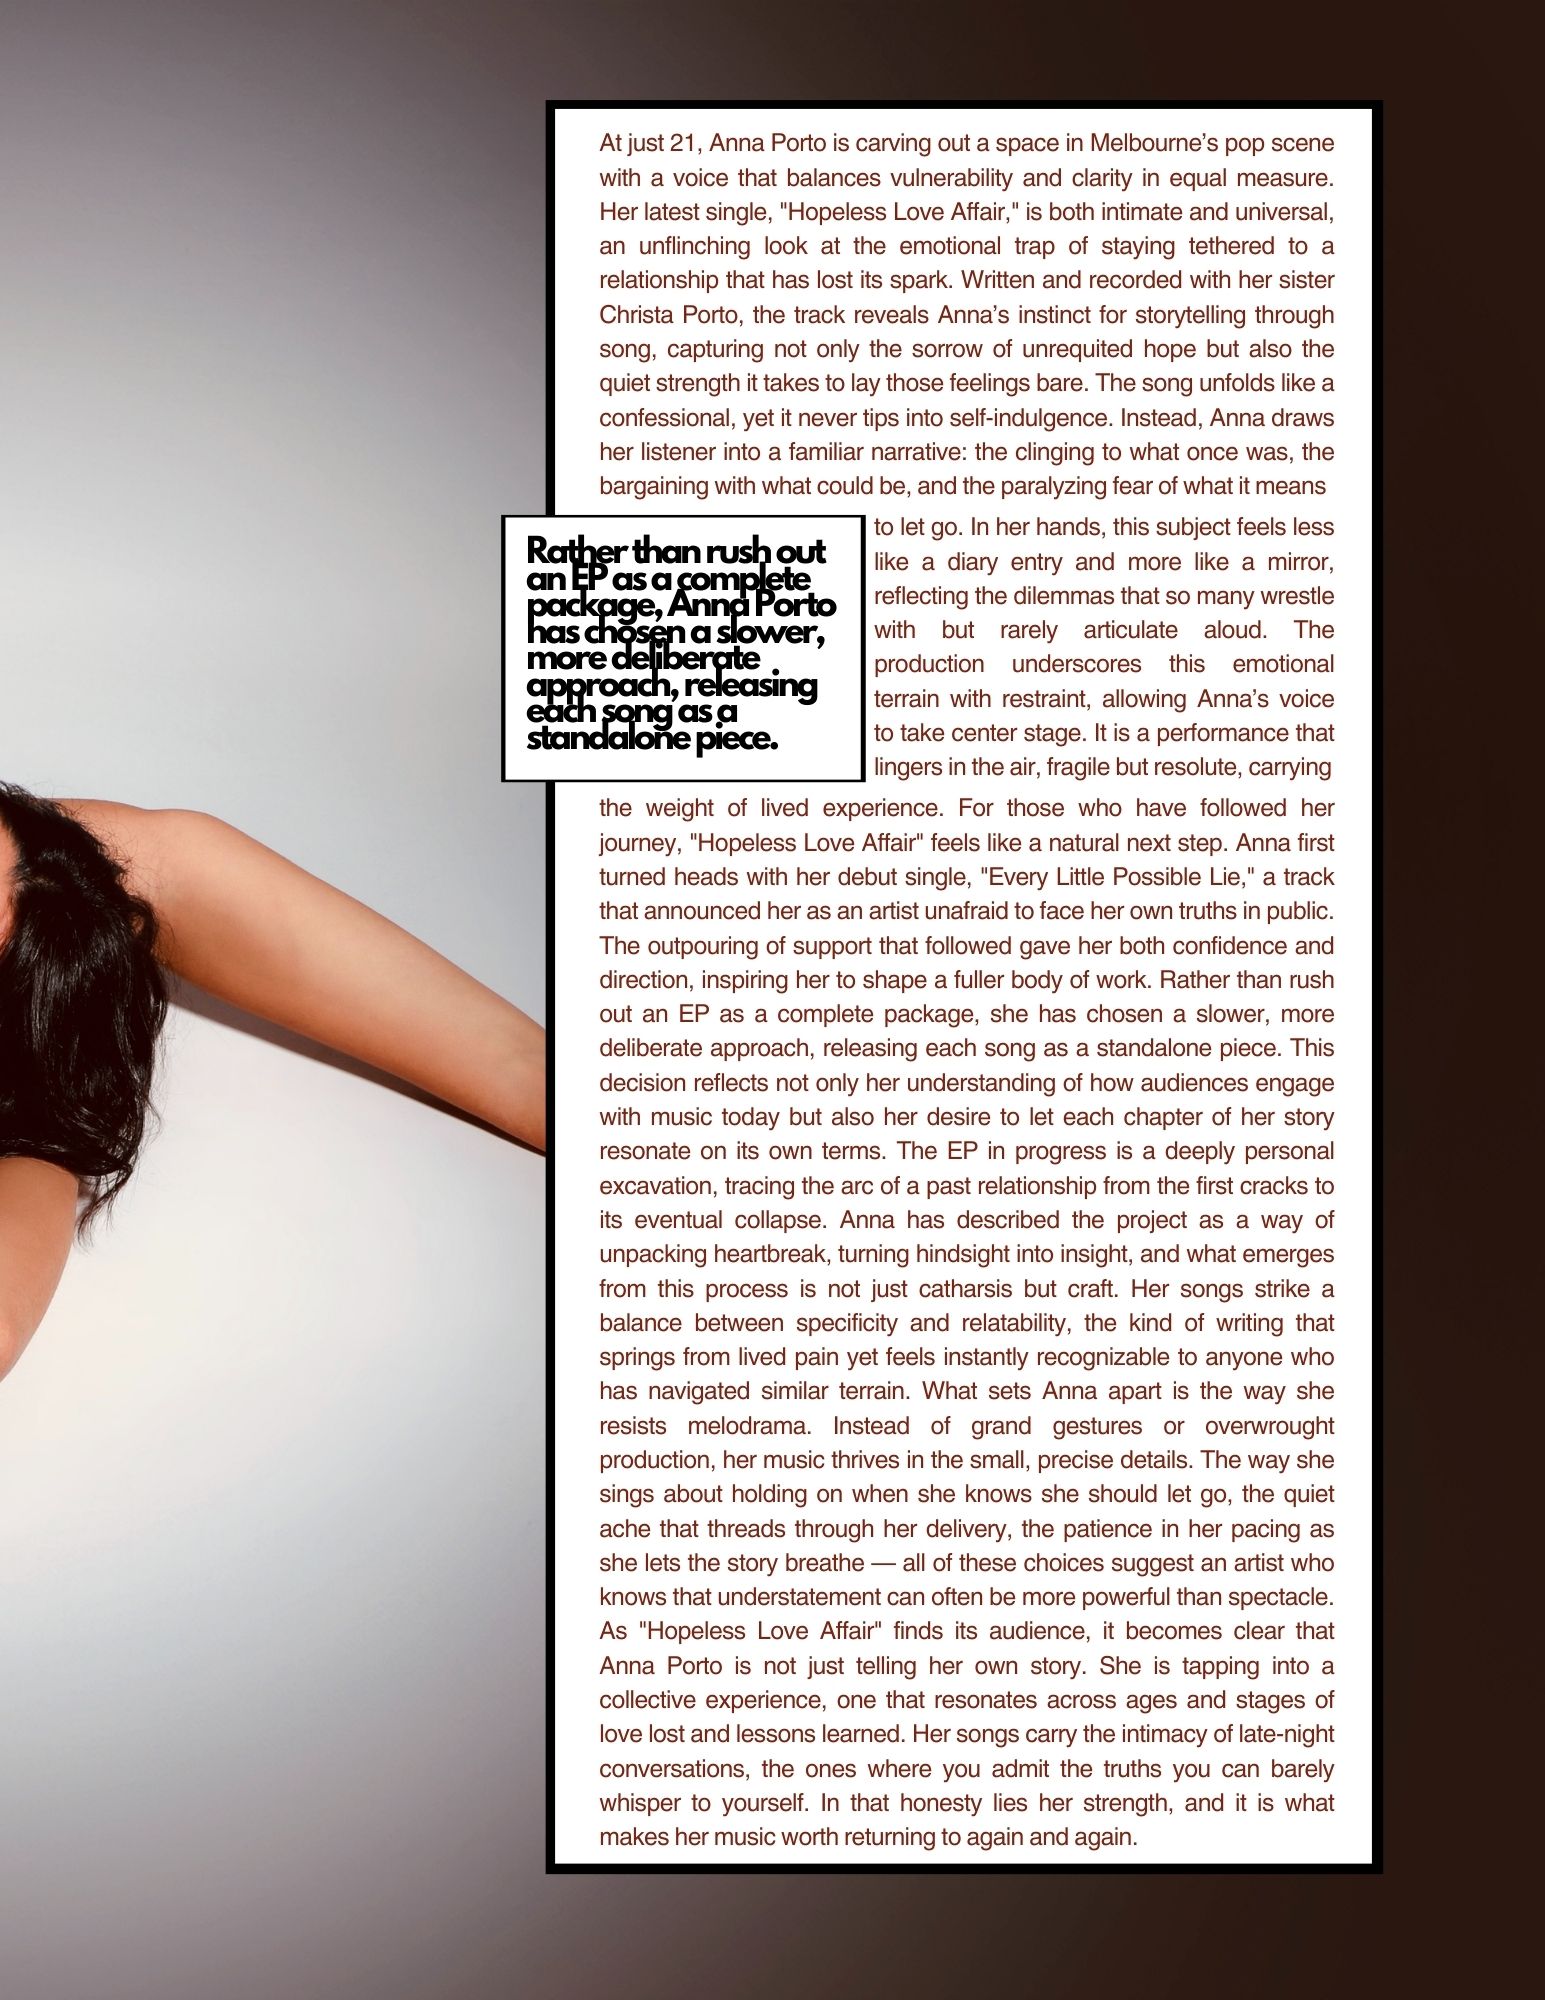 At just 21, Anna Porto is carving out a space in Melbourne’s pop scene
with a voice that balances vulnerability and clarity in equal measure.
Her latest single, "Hopeless Love Affair," is both intimate and universal,
an unflinching look at the emotional trap of staying tethered to a
relationship that has lost its spark. Written and recorded with her sister
Christa Porto, the track reveals Anna’s instinct for storytelling through
song, capturing not only the sorrow of unrequited hope but also the
quiet strength it takes to lay those feelings bare. The song unfolds like a
confessional, yet it never tips into self-indulgence. Instead, Anna draws
her listener into a familiar narrative: the clinging to what once was, the
bargaining with what could be, and the paralyzing fear of what it means
to let go. In her hands, this subject feels less
like a diary entry and more like a mirror,
reflecting the dilemmas that so many wrestle
with but rarely articulate aloud. The
production underscores this emotional
terrain with restraint, allowing Anna’s voice
to take center stage. It is a performance that
lingers in the air, fragile but resolute, carrying
Rather than rush out
an EP as a complete
package, Anna Porto
has chosen a slower,
more deliberate
approach, releasing
each song as a
standalone piece.
the weight of lived experience. For those who have followed her
journey, "Hopeless Love Affair" feels like a natural next step. Anna first
turned heads with her debut single, "Every Little Possible Lie," a track
that announced her as an artist unafraid to face her own truths in public.
The outpouring of support that followed gave her both confidence and
direction, inspiring her to shape a fuller body of work. Rather than rush
out an EP as a complete package, she has chosen a slower, more
deliberate approach, releasing each song as a standalone piece. This
decision reflects not only her understanding of how audiences engage
with music today but also her desire to let each chapter of her story
resonate on its own terms. The EP in progress is a deeply personal
excavation, tracing the arc of a past relationship from the first cracks to
its eventual collapse. Anna has described the project as a way of
unpacking heartbreak, turning hindsight into insight, and what emerges
from this process is not just catharsis but craft. Her songs strike a
balance between specificity and relatability, the kind of writing that
springs from lived pain yet feels instantly recognizable to anyone who
has navigated similar terrain. What sets Anna apart is the way she
resists melodrama. Instead of grand gestures or overwrought
production, her music thrives in the small, precise details. The way she
sings about holding on when she knows she should let go, the quiet
ache that threads through her delivery, the patience in her pacing as
she lets the story breathe — all of these choices suggest an artist who
knows that understatement can often be more powerful than spectacle.
As "Hopeless Love Affair" finds its audience, it becomes clear that
Anna Porto is not just telling her own story. She is tapping into a
collective experience, one that resonates across ages and stages of
love lost and lessons learned. Her songs carry the intimacy of late-night
conversations, the ones where you admit the truths you can barely
whisper to yourself. In that honesty lies her strength, and it is what
makes her music worth returning to again and again.